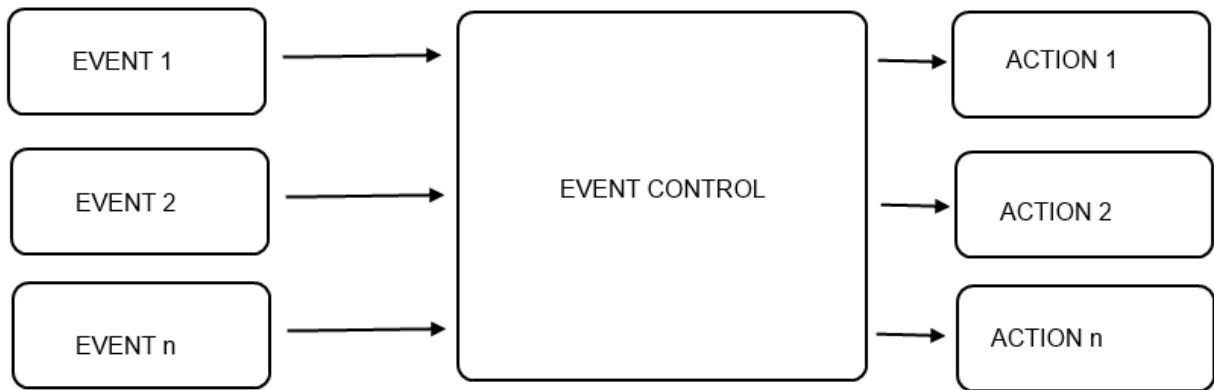 EVENT 1
ACTION 1
EVENT 2
EVENT CONTROL
ACTION 2
EVENT n
ACTION n